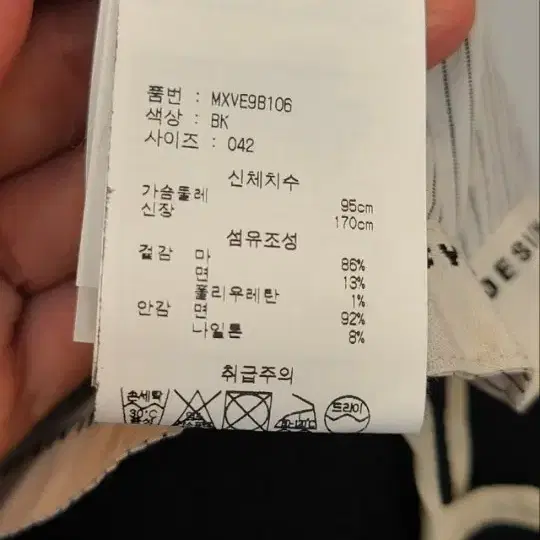 품번 : MXVE9B106
색상 : BK
사이즈 : 042
신체치수
가슴둘레 95cm
신장 170cm
섬유조성
겉감 마 86%
면 13%
폴리우레탄 1%
안감 면 92%
나일론 8%
취급주의
손세탁
30°C
드라이
DESI